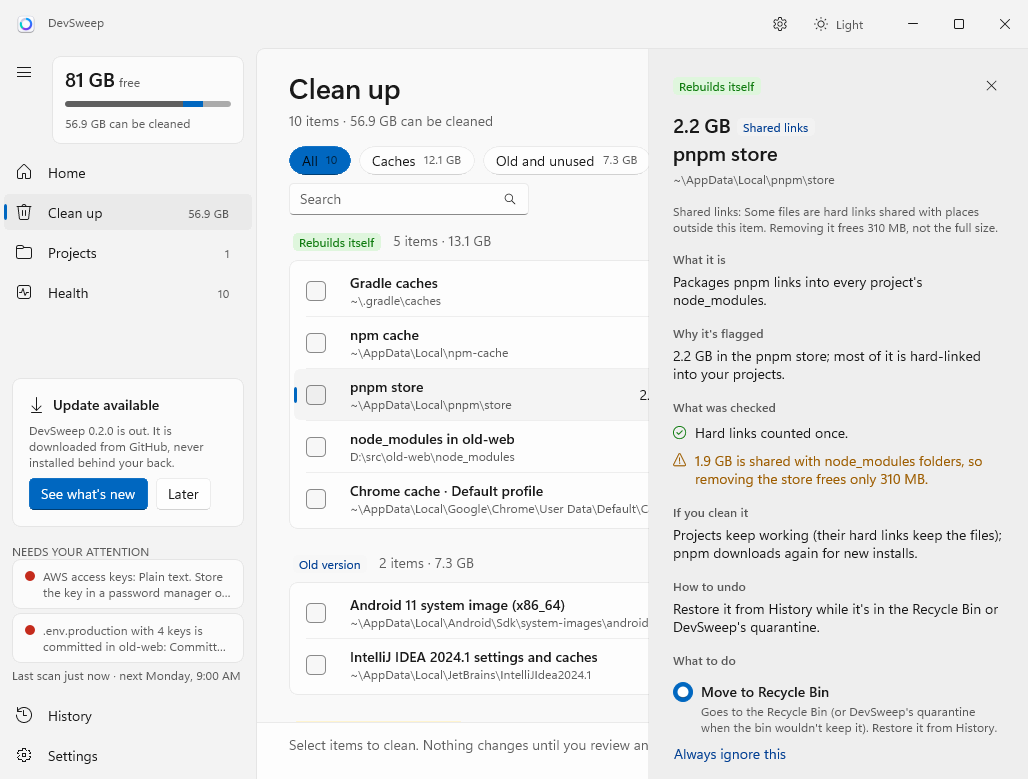 DevSweep
Light
81 GB free
56.9 GB can be cleaned
Home
Clean up 56.9 GB
Projects 1
Health 10
Update available
DevSweep 0.2.0 is out. It is
downloaded from GitHub, never
installed behind your back.
See what's new
Later
NEEDS YOUR ATTENTION
AWS access keys: Plain text. Store
the key in a password manager o...
.env.production with 4 keys is
committed in old-web: Committ...
Last scan just now · next Monday, 9:00 AM
History
Settings
Clean up
10 items · 56.9 GB can be cleaned
All 10
Caches 12.1 GB
Old and unused 7.3 GB
Search
Rebuilds itself 5 items · 13.1 GB
Gradle caches
~\.gradle\caches
npm cache
~\AppData\Local\npm-cache
pnpm store
~\AppData\Local\pnpm\store
2.
node_modules in old-web
D:\src\old-web\node_modules
Chrome cache · Default profile
~\AppData\Local\Google\Chrome\User Data\Default\C
Old version 2 items · 7.3 GB
Android 11 system image (x86_64)
~\AppData\Local\Android\Sdk\system-images\android
IntelliJ IDEA 2024.1 settings and caches
~\AppData\Local\JetBrains\IntelliJIdea2024.1
Select items to clean. Nothing changes until you review an
Rebuilds itself
2.2 GB Shared links
pnpm store
~\AppData\Local\pnpm\store
Shared links: Some files are hard links shared with places
outside this item. Removing it frees 310 MB, not the full size.
What it is
Packages pnpm links into every project's
node_modules.
Why it's flagged
2.2 GB in the pnpm store; most of it is hard-linked
into your projects.
What was checked
Hard links counted once.
1.9 GB is shared with node_modules folders, so
removing the store frees only 310 MB.
If you clean it
Projects keep working (their hard links keep the files);
pnpm downloads again for new installs.
How to undo
Restore it from History while it's in the Recycle Bin or
DevSweep's quarantine.
What to do
Move to Recycle Bin
Goes to the Recycle Bin (or DevSweep's quarantine
when the bin wouldn't keep it). Restore it from History.
Always ignore this